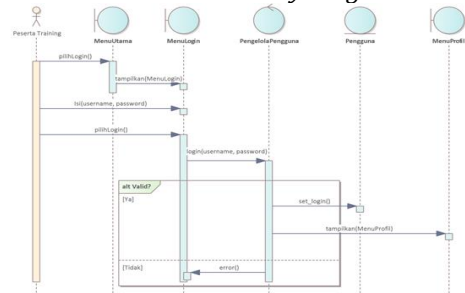 Peserta Training
MenuUtama
MenuLogin
PengelolaPengguna
Pengguna
MenuProfil
pilihLogin()
tampilkan(MenuLogin)
Isi(username, password)
pilihLogin()
login(username, password)
alt Valid?
[Ya]
set_login()
tampilkan(MenuProfil)
[Tidak]
error()